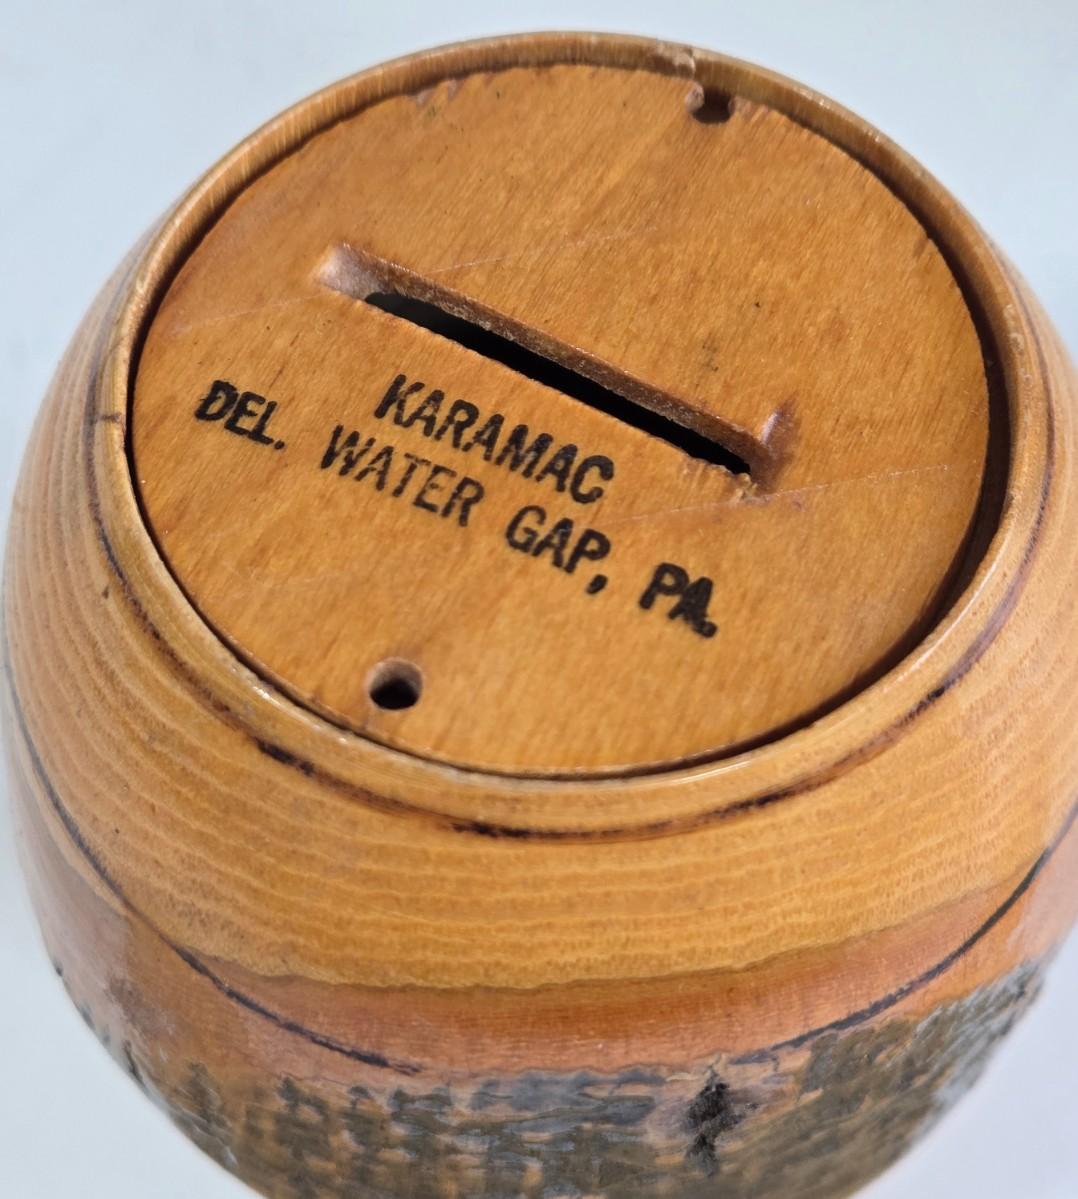 KARAMAC
DEL. WATER GAP, PA.